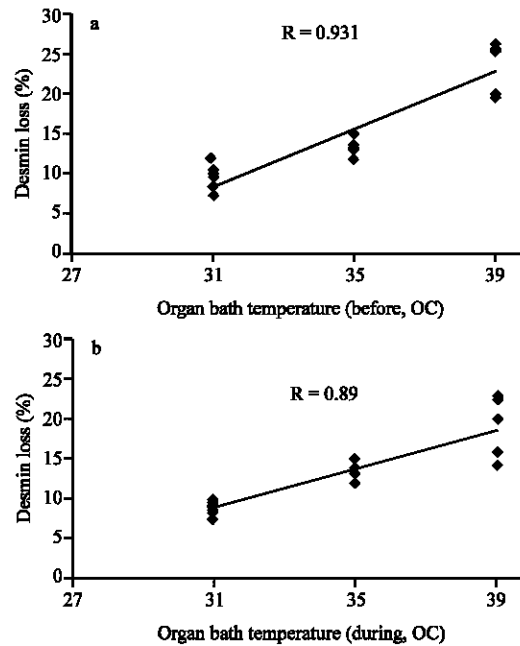 a
R = 0.931
30
25
20
15
10
5
0
Desmin loss (%)
27 31 35 39
Organ bath temperature (before, OC)
b
R = 0.89
30
25
20
15
10
5
0
Desmin loss (%)
27 31 35 39
Organ bath temperature (during, OC)